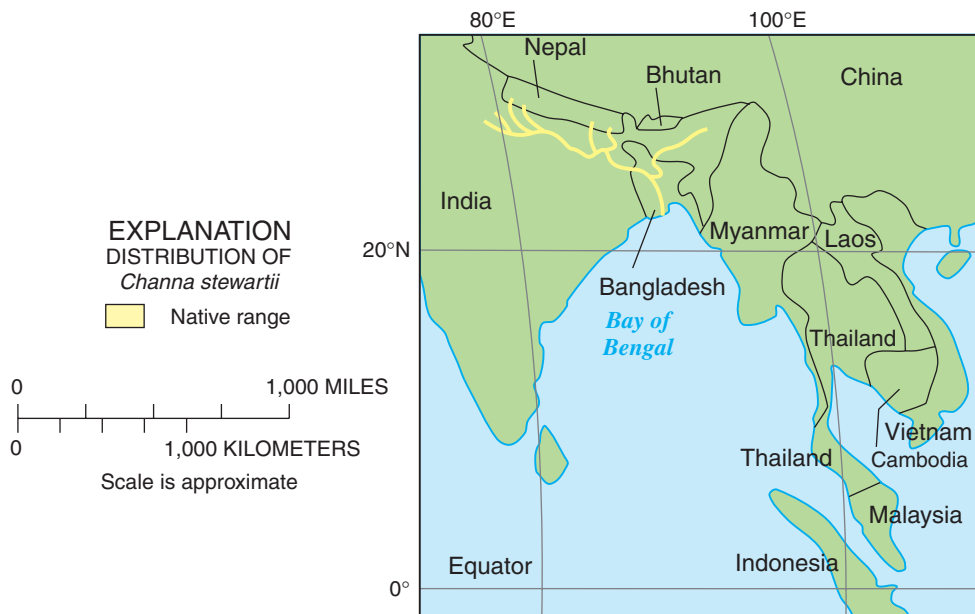 80°E
100°E
Nepal
Bhutan
China
India
EXPLANATION
DISTRIBUTION OF
Channa stewartii
Native range
Myanmar
Laos
20°N
Bangladesh
Bay of
Bengal
Thailand
0
1,000 MILES
0
1,000 KILOMETERS
Scale is approximate
Vietnam
Thailand
Cambodia
Malaysia
Equator
Indonesia
0°